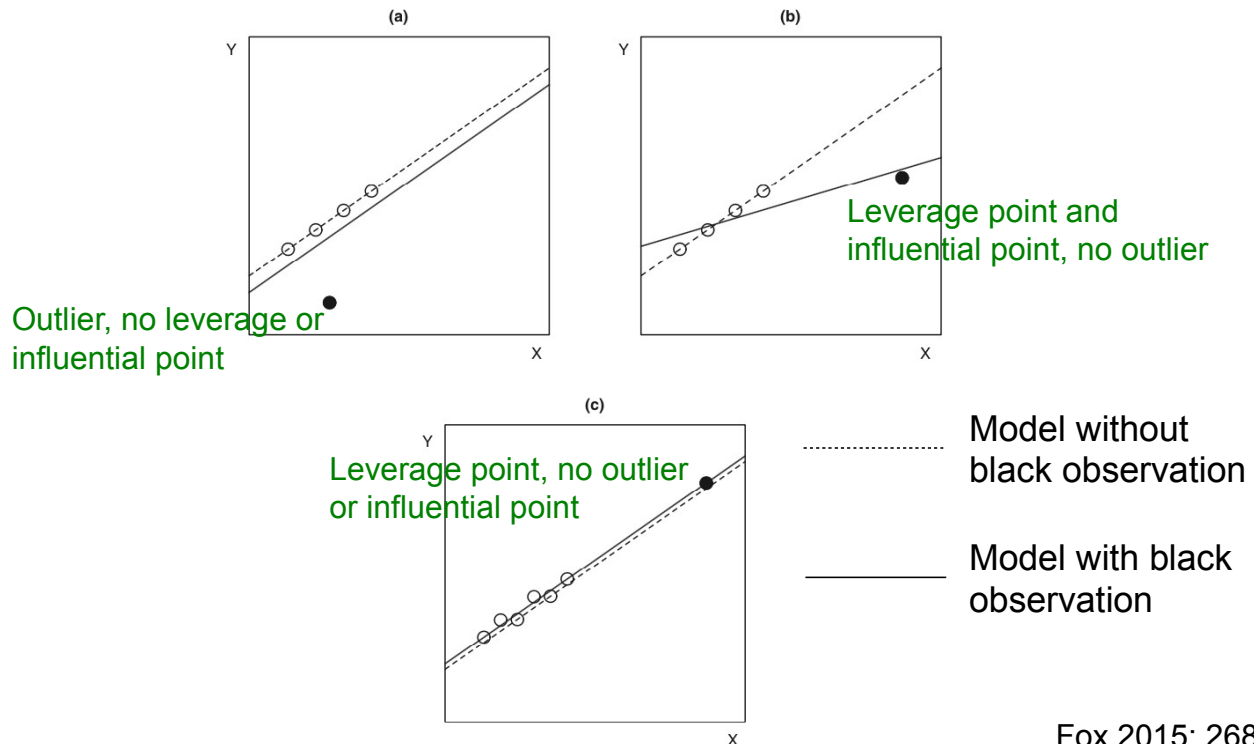 (a)
Y
X
Outlier, no leverage or
influential point
(b)
Y
X
Leverage point and
influential point, no outlier
(c)
Y
X
Leverage point, no outlier
or influential point
Model without
black observation
Model with black
observation
Fox 2015: 268